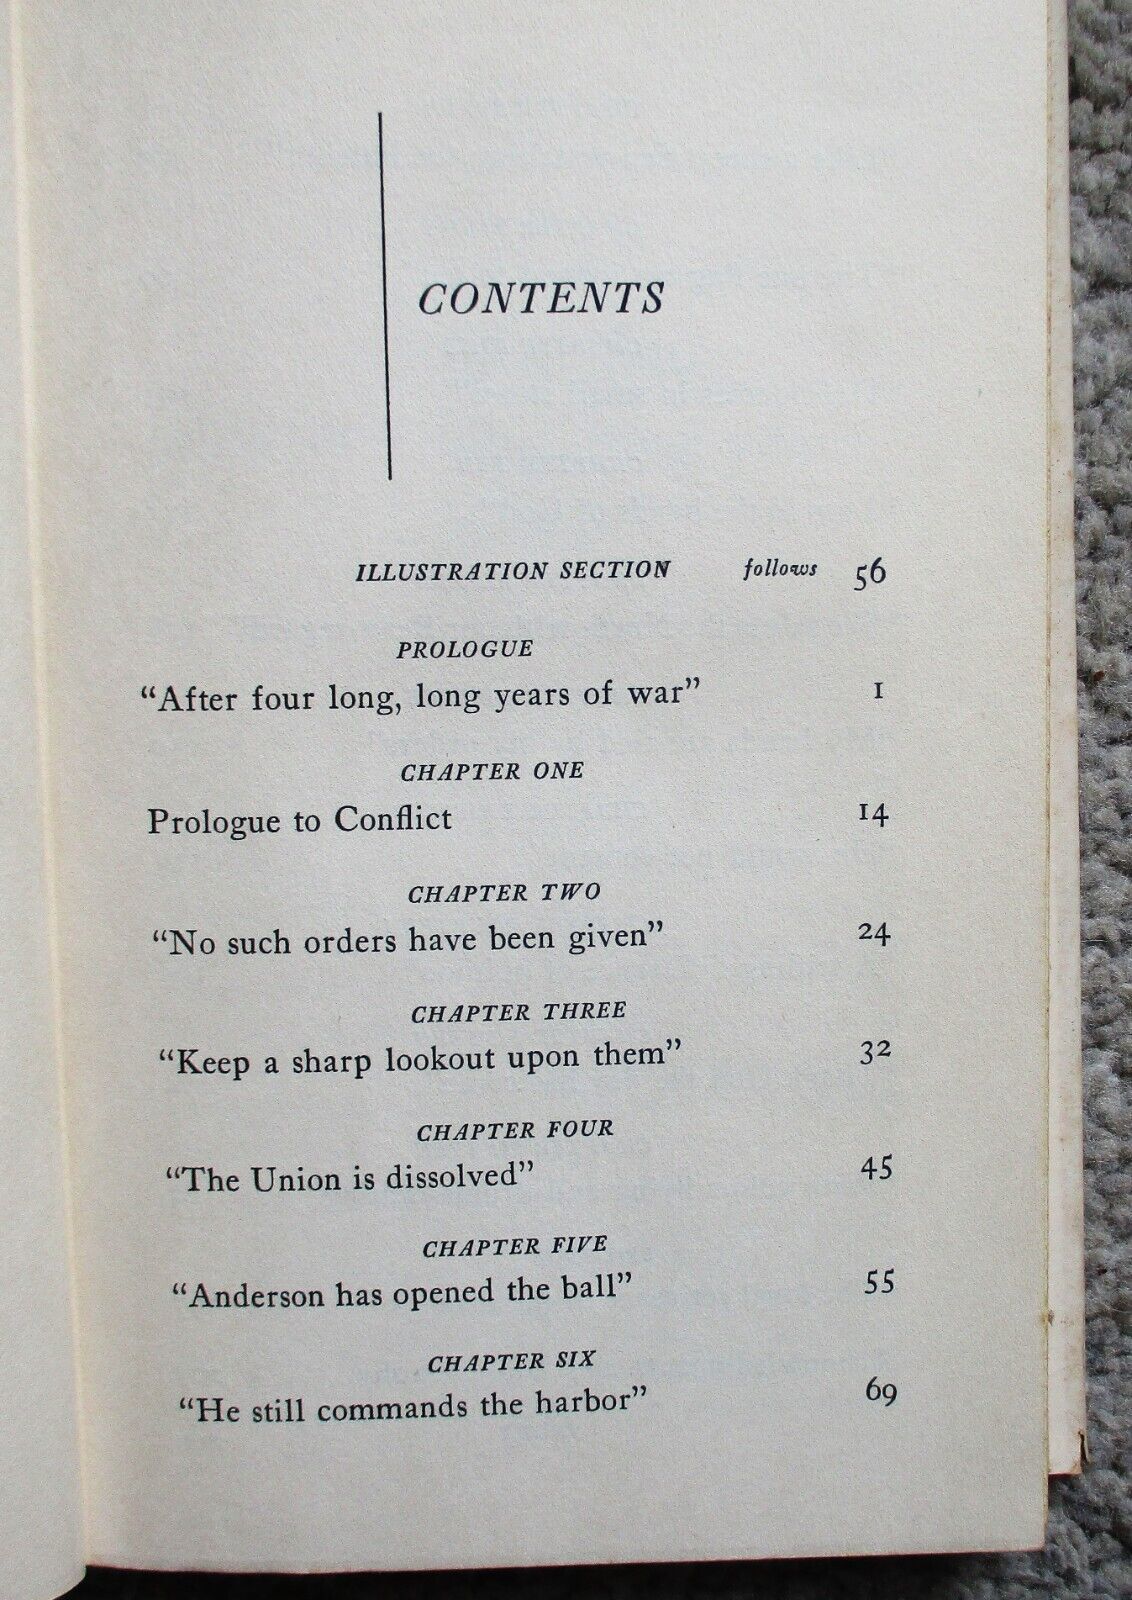 CONTENTS
ILLUSTRATION SECTION follows 56
PROLOGUE
“After four long, long years of war” 1
CHAPTER ONE
Prologue to Conflict 14
CHAPTER TWO
“No such orders have been given” 24
CHAPTER THREE
“Keep a sharp lookout upon them” 32
CHAPTER FOUR
“The Union is dissolved” 45
CHAPTER FIVE
“Anderson has opened the ball” 55
CHAPTER SIX
“He still commands the harbor” 69